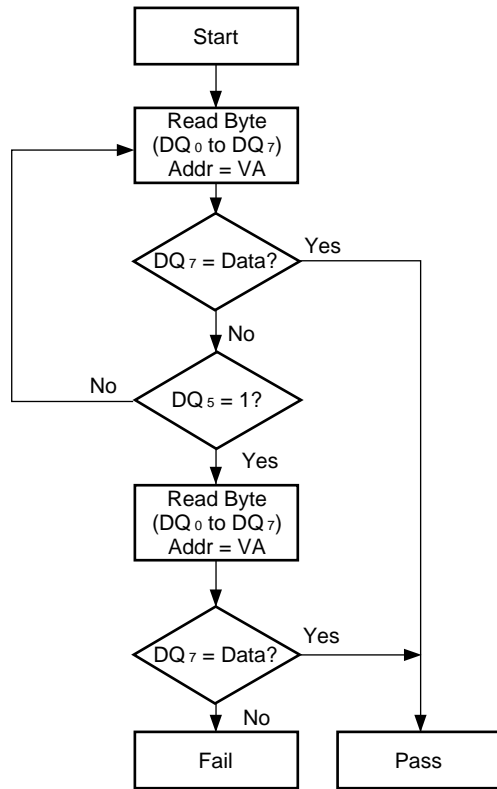 Start
Read Byte
(DQ0 to DQ7)
Addr = VA
DQ7 = Data?
Yes
No
No
DQ5 = 1?
Yes
Read Byte
(DQ0 to DQ7)
Addr = VA
DQ7 = Data?
Yes
No
Fail
Pass